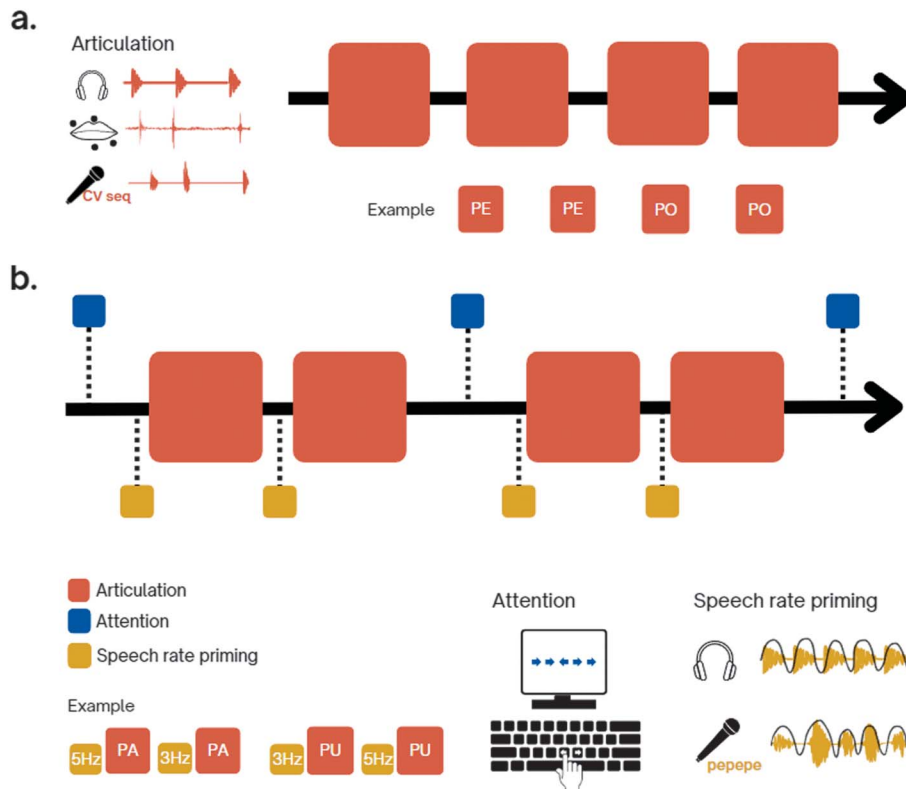 a.
Articulation
CV seq
Example
PE
PE
PO
PO
b.
Articulation
Attention
Speech rate priming
Example
5Hz
PA
3Hz
PA
3Hz
PU
5Hz
PU
Attention
Speech rate priming
pepepe